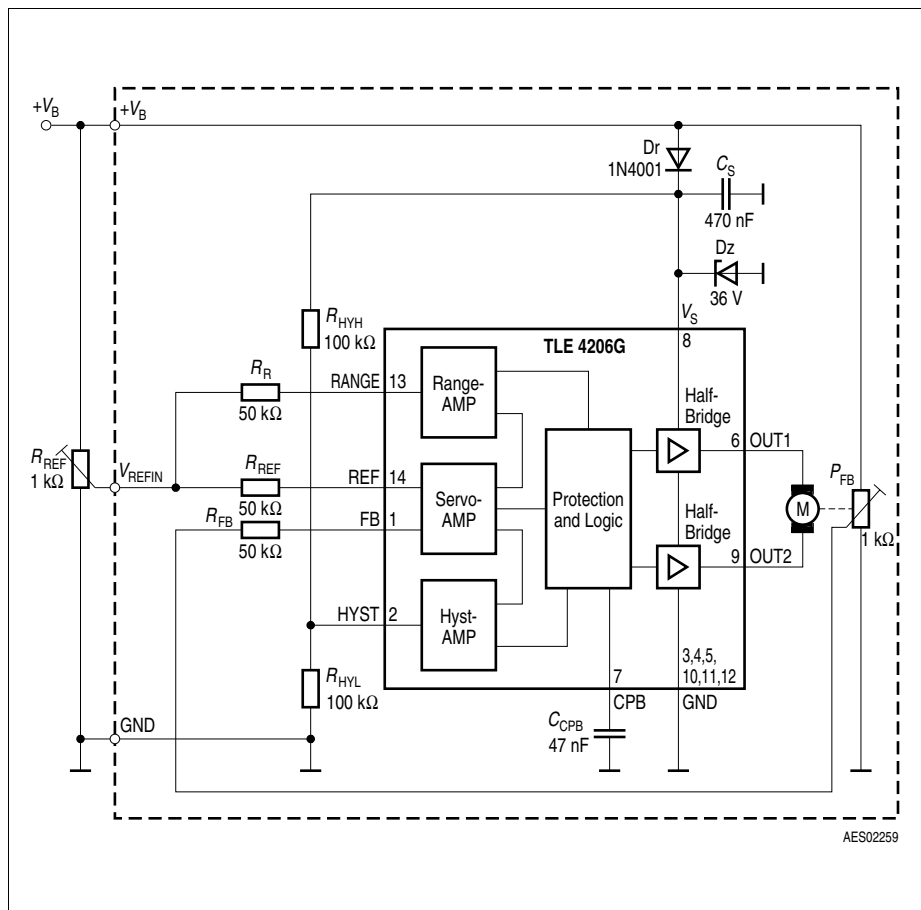 +VB
+VB
Dr
1N4001
CS
470 nF
Dz
36 V
VS
8
RHYH
100 kΩ
TLE 4206G
RR
50 kΩ
RANGE 13
Range-
AMP
Half-
Bridge
6 OUT1
RREF
1 kΩ
VREFIN
RREF
50 kΩ
REF 14
Servo-
AMP
Protection
and Logic
PFB
1 kΩ
M
RFB
50 kΩ
FB 1
Half-
Bridge
9 OUT2
HYST 2
Hyst-
AMP
RHYL
100 kΩ
3,4,5,
10,11,12
7
CPB
GND
GND
CCPB
47 nF
AES02259